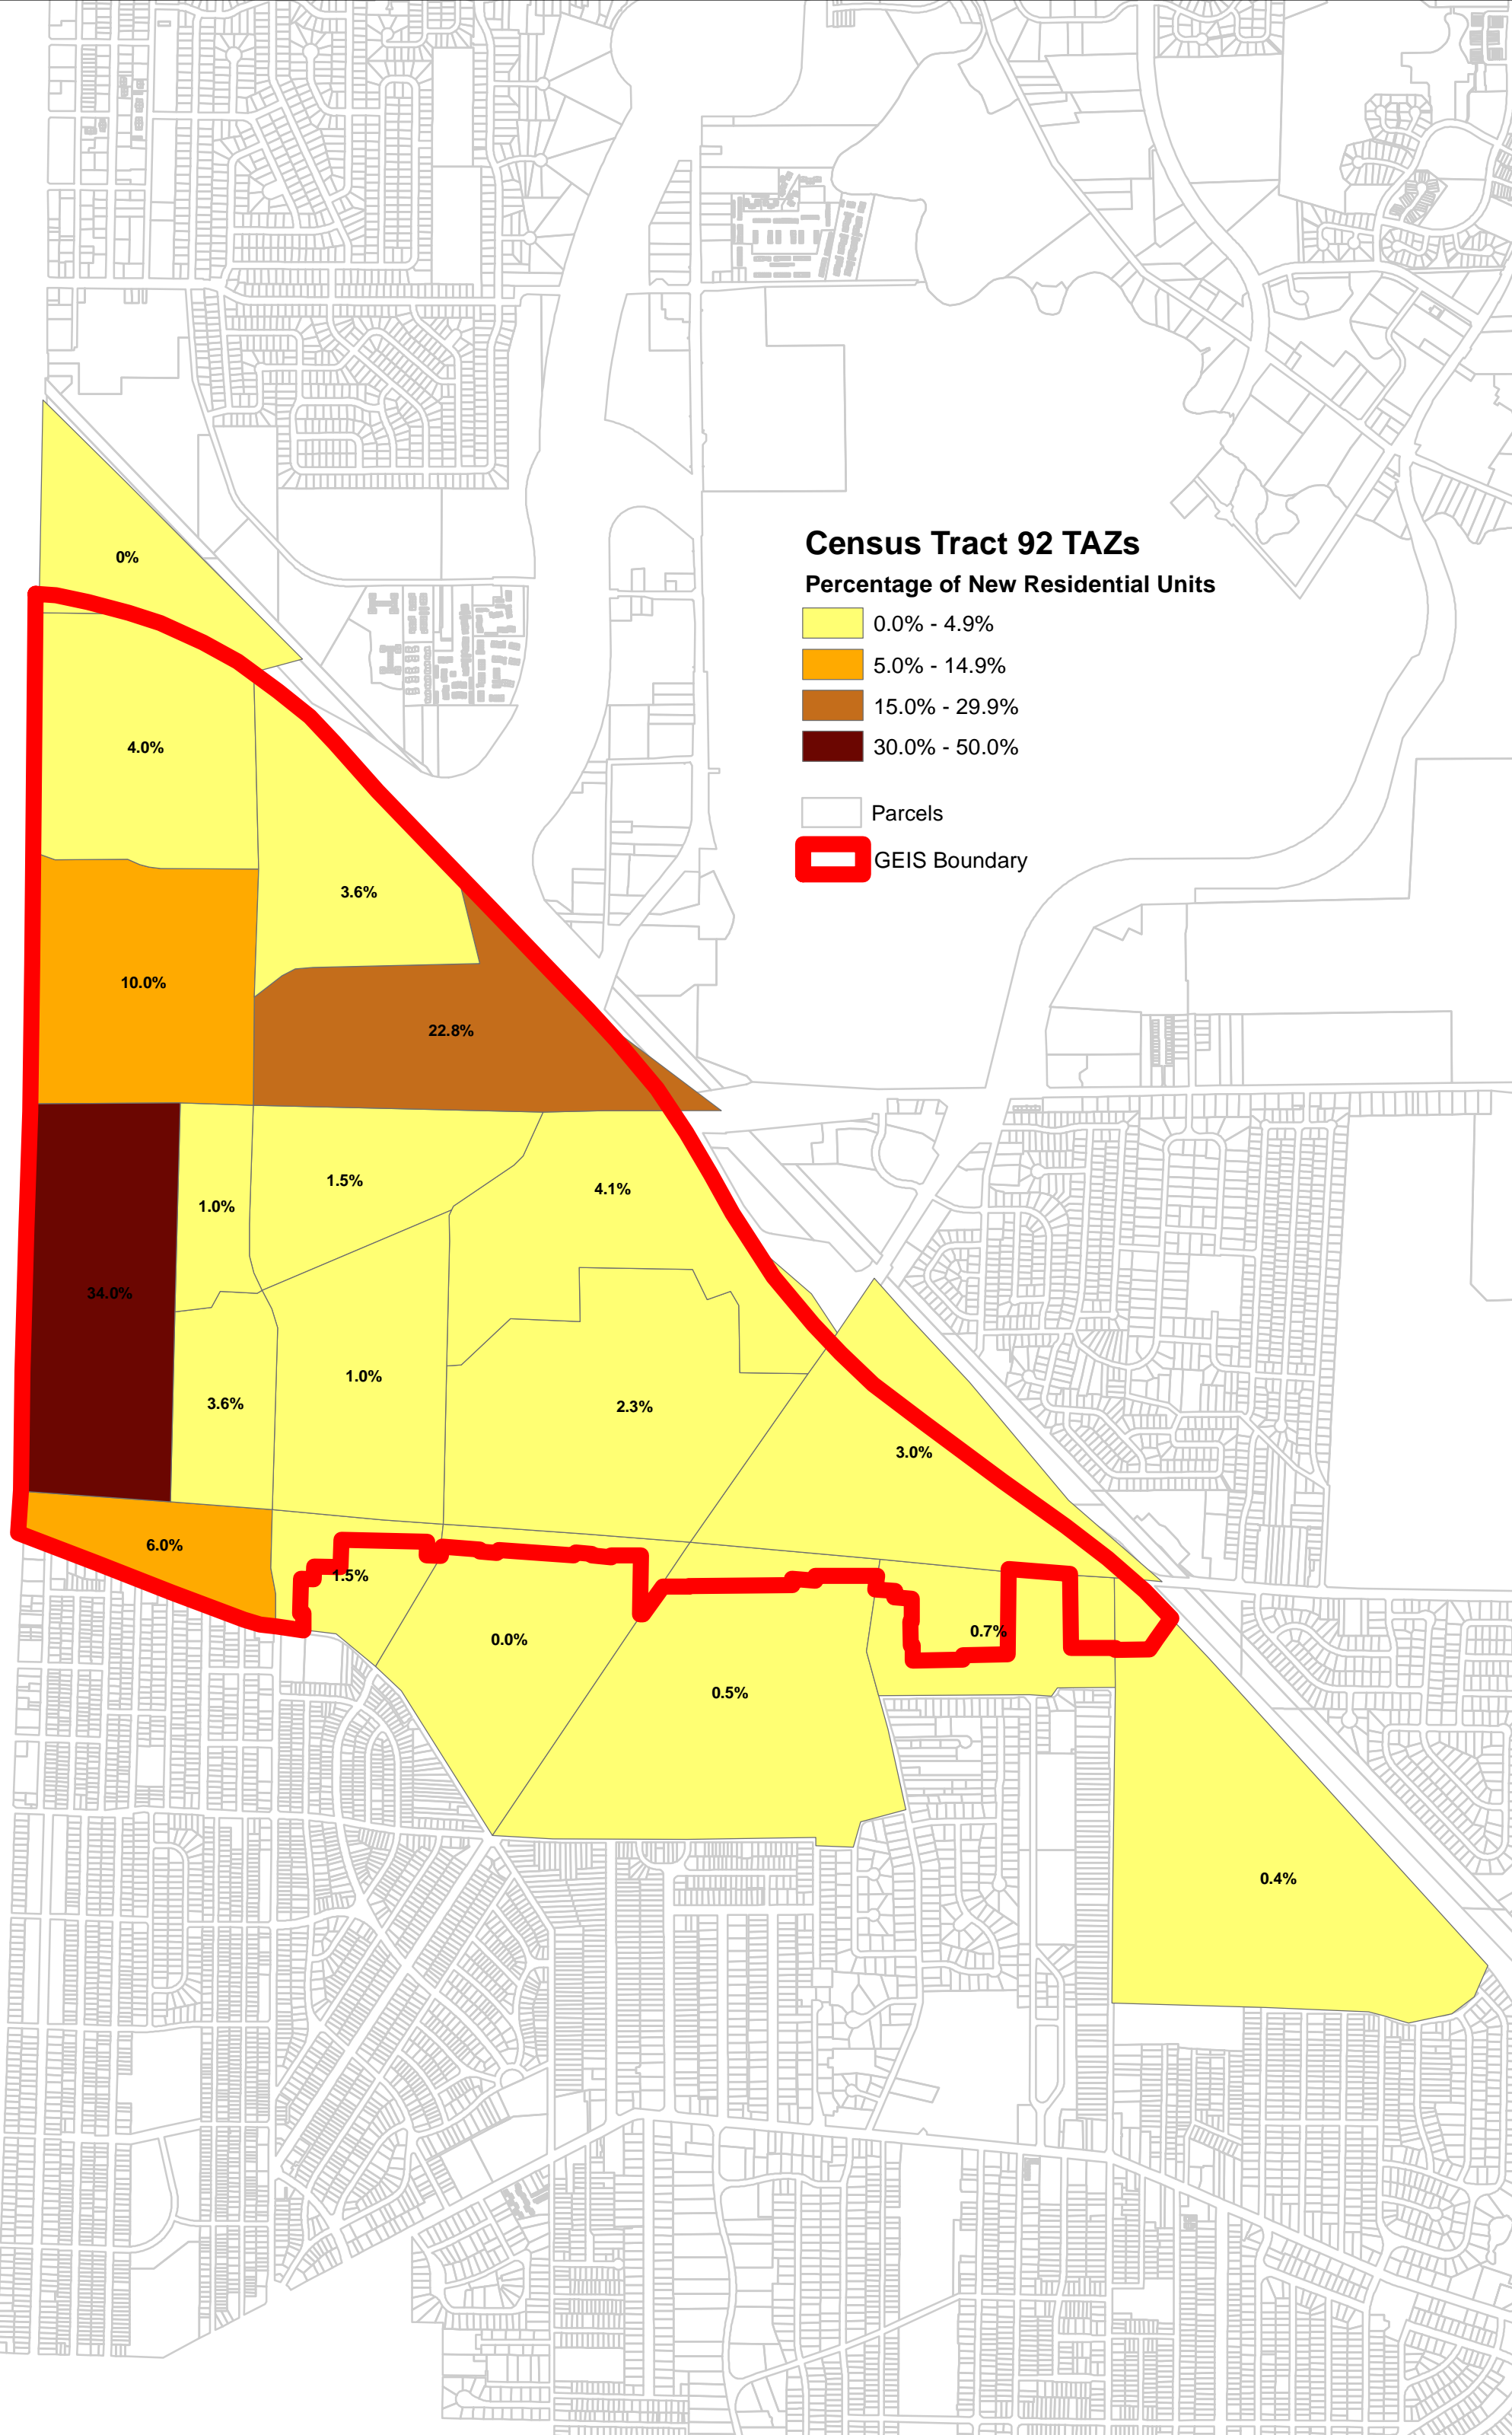 0%
Census Tract 92 TAZs
Percentage of New Residential Units
0.0% - 4.9%
5.0% - 14.9%
15.0% - 29.9%
30.0% - 50.0%
Parcels
GEIS Boundary
4.0%
3.6%
10.0%
22.8%
1.5%
4.1%
1.0%
34.0%
1.0%
3.6%
2.3%
3.0%
6.0%
1.5%
0.0%
0.7%
0.5%
0.4%